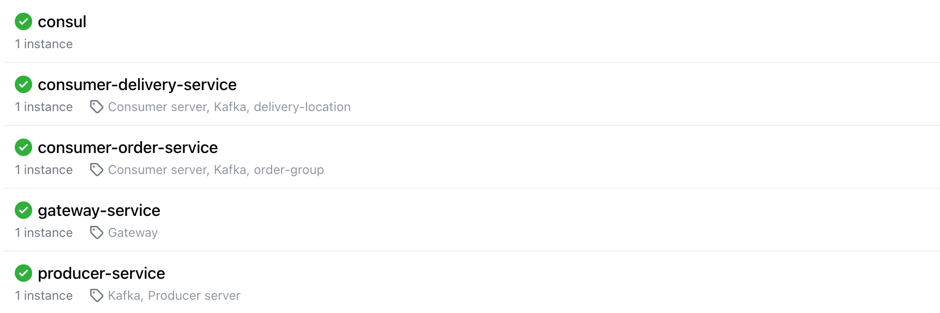 consul
1 instance
consumer-delivery-service
1 instance Consumer server, Kafka, delivery-location
consumer-order-service
1 instance Consumer server, Kafka, order-group
gateway-service
1 instance Gateway
producer-service
1 instance Kafka, Producer server